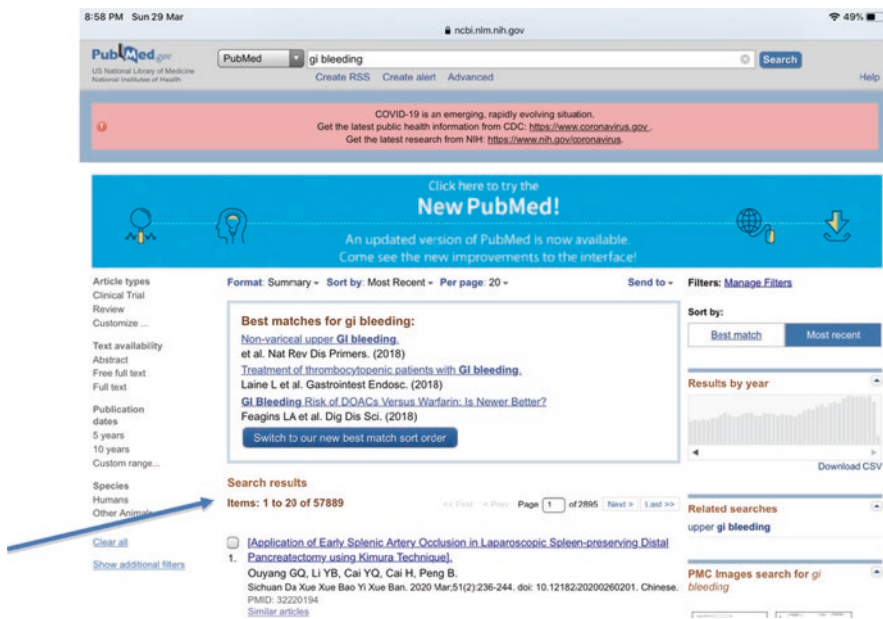 8:58 PM Sun 29 Mar
49%
ncbi.nlm.nih.gov
PubMed.gov
US National Library of Medicine
National Institutes of Health
PubMed
gi bleeding
Search
Create RSS Create alert Advanced
Help
COVID-19 is an emerging, rapidly evolving situation.
Get the latest public health information from CDC: https://www.coronavirus.gov .
Get the latest research from NIH: https://www.nih.gov/coronavirus.
Click here to try the
New PubMed!
An updated version of PubMed is now available.
Come see the new improvements to the interface!
Article types
Clinical Trial
Review
Customize ...
Text availability
Abstract
Free full text
Full text
Publication
dates
5 years
10 years
Custom range...
Species
Humans
Other Animals
Clear all
Show additional filters
Format: Summary Sort by: Most Recent Per page: 20
Send to
Best matches for gi bleeding:
Non-variceal upper GI bleeding.
et al. Nat Rev Dis Primers. (2018)
Treatment of thrombocytopenic patients with GI bleeding.
Laine L et al. Gastrointest Endosc. (2018)
GI Bleeding Risk of DOACs Versus Warfarin: Is Newer Better?
Feagins LA et al. Dig Dis Sci. (2018)
Switch to our new best match sort order
Search results
Items: 1 to 20 of 57889
<< First < Prev Page 1 of 2895 Next > Last >>
[Application of Early Splenic Artery Occlusion in Laparoscopic Spleen-preserving Distal
1. Pancreatectomy using Kimura Technique].
Ouyang GQ, Li YB, Cai YQ, Cai H, Peng B.
Sichuan Da Xue Xue Bao Yi Xue Ban. 2020 Mar;51(2):236-244. doi: 10.12182/20200260201. Chinese.
PMID: 32220194
Similar articles
Filters: Manage Filters
Sort by:
Best match
Most recent
Results by year
Download CSV
Related searches
upper gi bleeding
PMC Images search for gi
bleeding